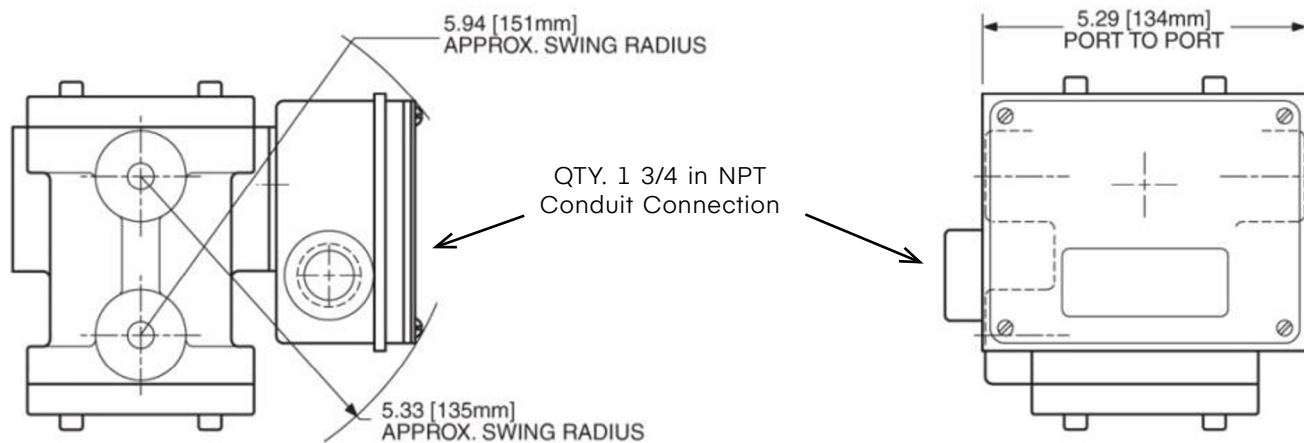 5.94 [151mm]
APPROX. SWING RADIUS
5.29 [134mm]
PORT TO PORT
QTY. 1 3/4 in NPT
Conduit Connection
5.33 [135mm]
APPROX. SWING RADIUS